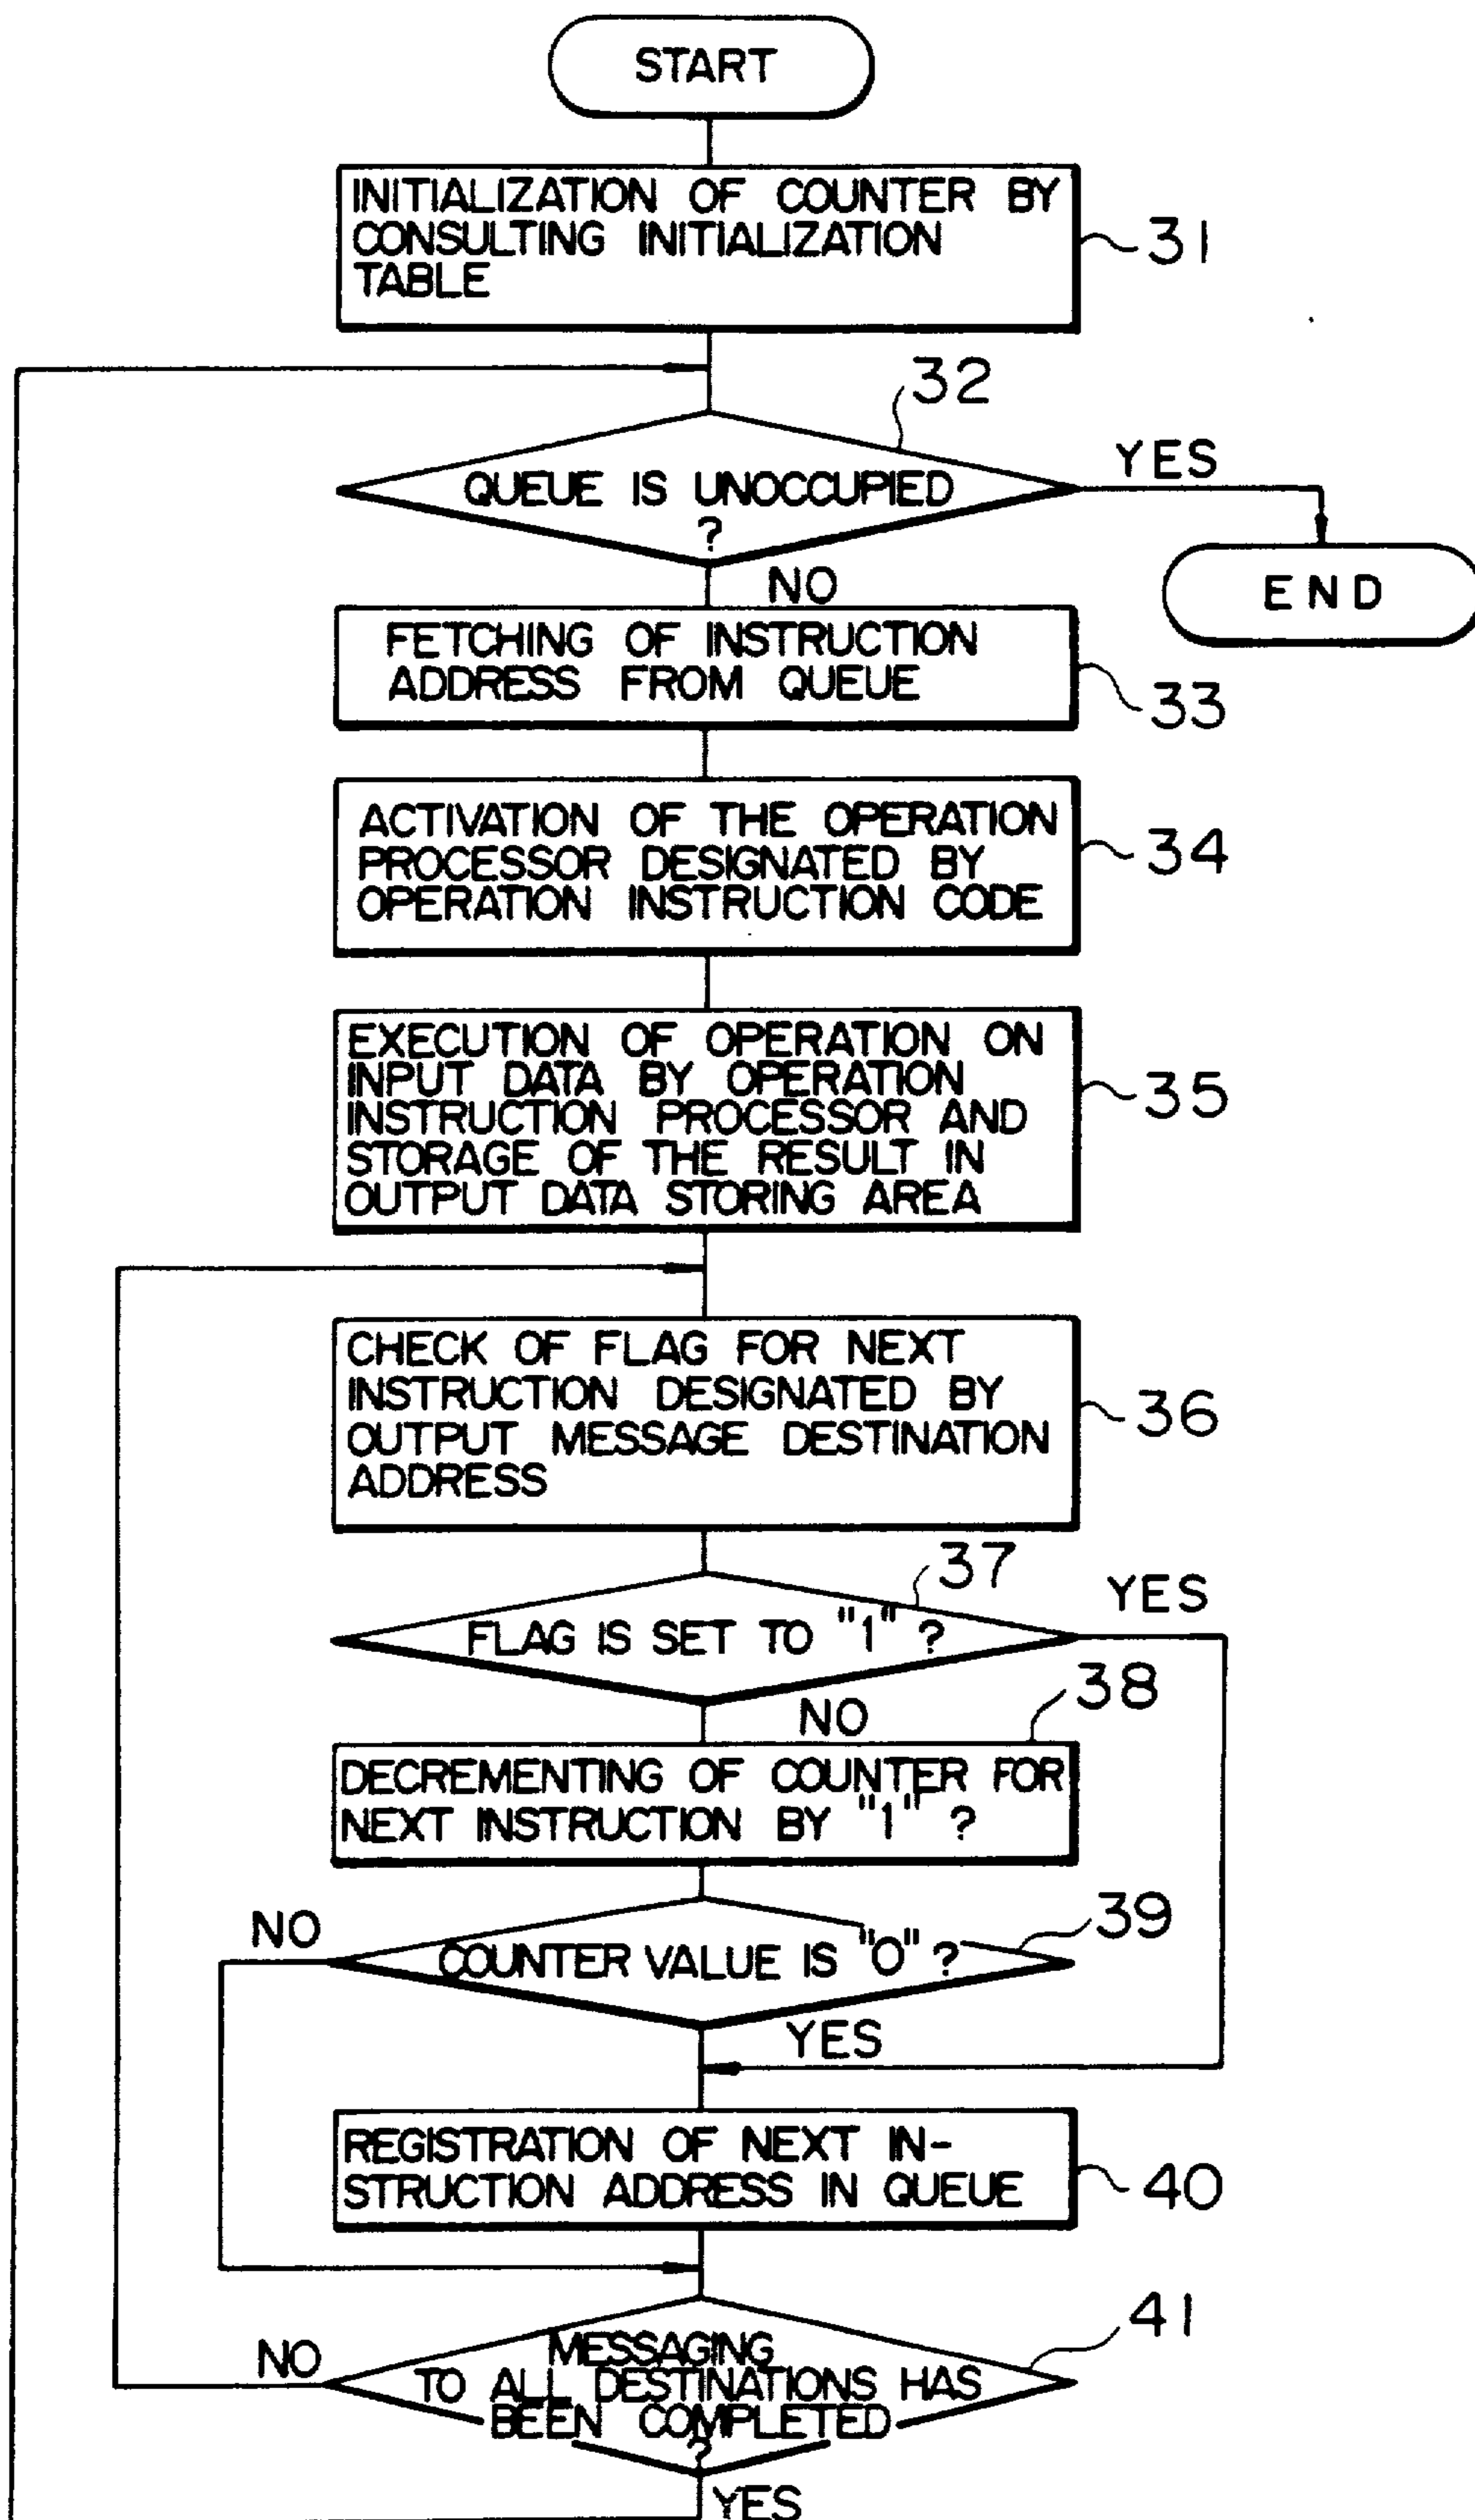 START
INITIALIZATION OF COUNTER BY
CONSULTING INITIALIZATION
TABLE
31
32
QUEUE IS UNOCCUPIED
?
YES
NO
END
FETCHING OF INSTRUCTION
ADDRESS FROM QUEUE
33
ACTIVATION OF THE OPERATION
PROCESSOR DESIGNATED BY
OPERATION INSTRUCTION CODE
34
EXECUTION OF OPERATION ON
INPUT DATA BY OPERATION
INSTRUCTION PROCESSOR AND
STORAGE OF THE RESULT IN
OUTPUT DATA STORING AREA
35
CHECK OF FLAG FOR NEXT
INSTRUCTION DESIGNATED BY
OUTPUT MESSAGE DESTINATION
ADDRESS
36
37
YES
FLAG IS SET TO "1" ?
NO
38
DECREMENTING OF COUNTER FOR
NEXT INSTRUCTION BY "1" ?
39
NO
COUNTER VALUE IS "0" ?
YES
REGISTRATION OF NEXT IN-
STRUCTION ADDRESS IN QUEUE
40
41
NO
MESSAGING
TO ALL DESTINATIONS HAS
BEEN COMPLETED
?
YES